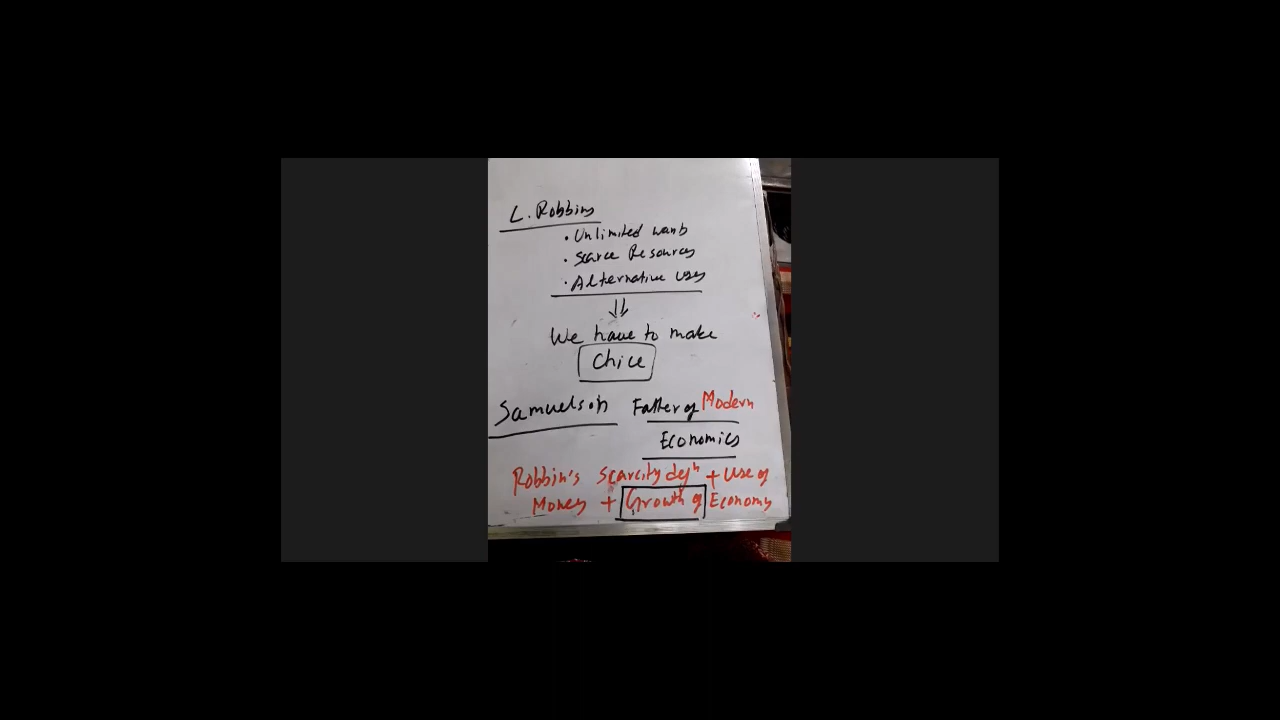 L. Robbins
• Unlimited wants
• Scarce Resources
• Alternative uses
⇓
We have to make
Chice
Samuelson Father of Modern
Economics
Robbin's Scarcity defⁿ + Use of
Money + Growth of Economy